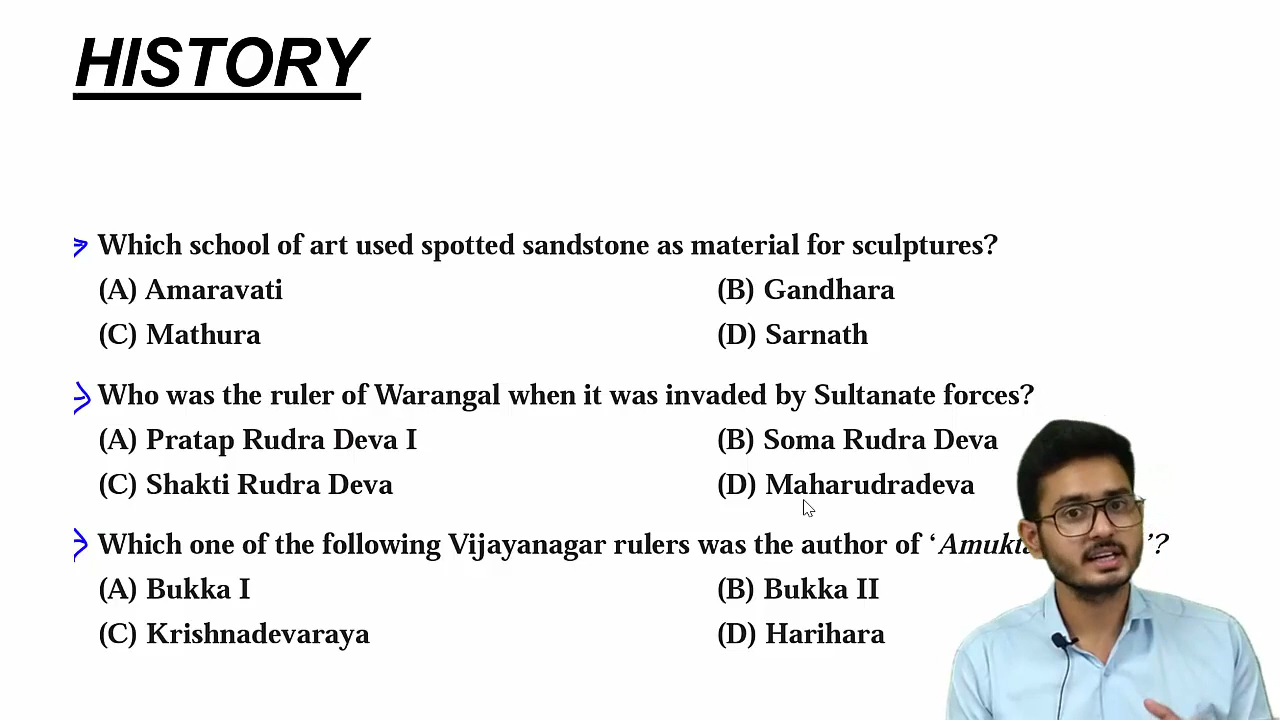 HISTORY
Which school of art used spotted sandstone as material for sculptures?
(A) Amaravati (B) Gandhara
(C) Mathura (D) Sarnath
Who was the ruler of Warangal when it was invaded by Sultanate forces?
(A) Pratap Rudra Deva I (B) Soma Rudra Deva
(C) Shakti Rudra Deva (D) Maharudradeva
Which one of the following Vijayanagar rulers was the author of ‘ ’?
(A) Bukka I (B) Bukka II
(C) Krishnadevaraya (D) Harihara